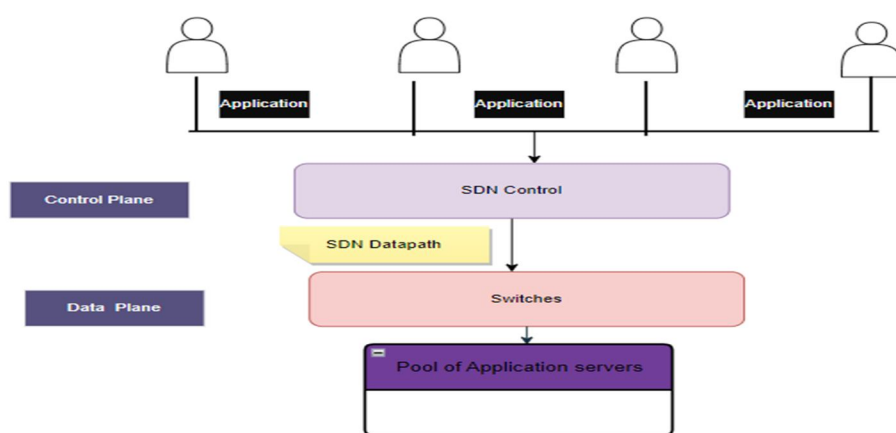 Application
Application
Application
SDN Control
Control Plane
SDN Datapath
Switches
Data Plane
Pool of Application servers